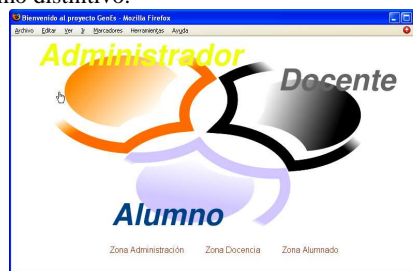 mo distintivo.
Bienvenido al proyecto GenEs - Mozilla Firefox
Archivo Editar Ver Ir Marcadores Herramientas Ayuda
Administrador
Docente
Alumno
Zona Administración Zona Docencia Zona Alumnado